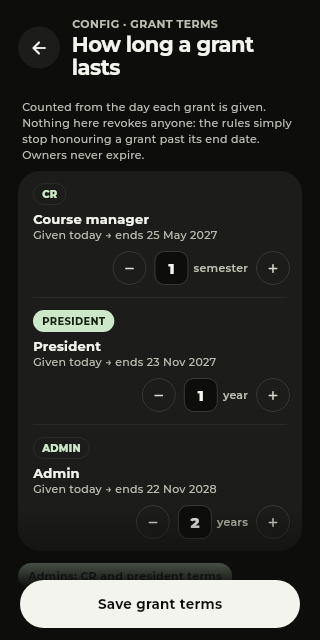 CONFIG · GRANT TERMS
How long a grant
lasts
Counted from the day each grant is given.
Nothing here revokes anyone: the rules simply
stop honouring a grant past its end date.
Owners never expire.
CR
Course manager
Given today → ends 25 May 2027
− 1 semester +
PRESIDENT
President
Given today → ends 23 Nov 2027
− 1 year +
ADMIN
Admin
Given today → ends 22 Nov 2028
− 2 years +
Admins: CR and president terms
Save grant terms